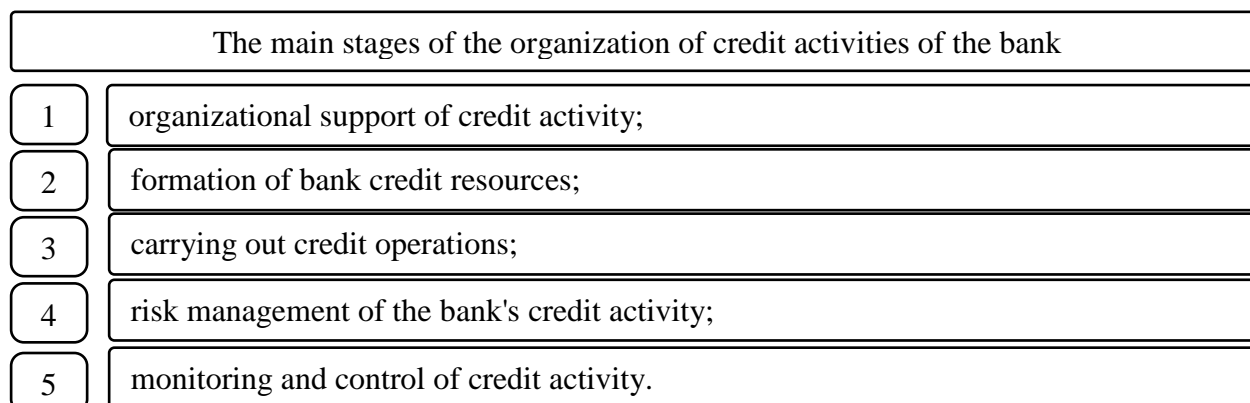 The main stages of the organization of credit activities of the bank
1 organizational support of credit activity;
2 formation of bank credit resources;
3 carrying out credit operations;
4 risk management of the bank's credit activity;
5 monitoring and control of credit activity.